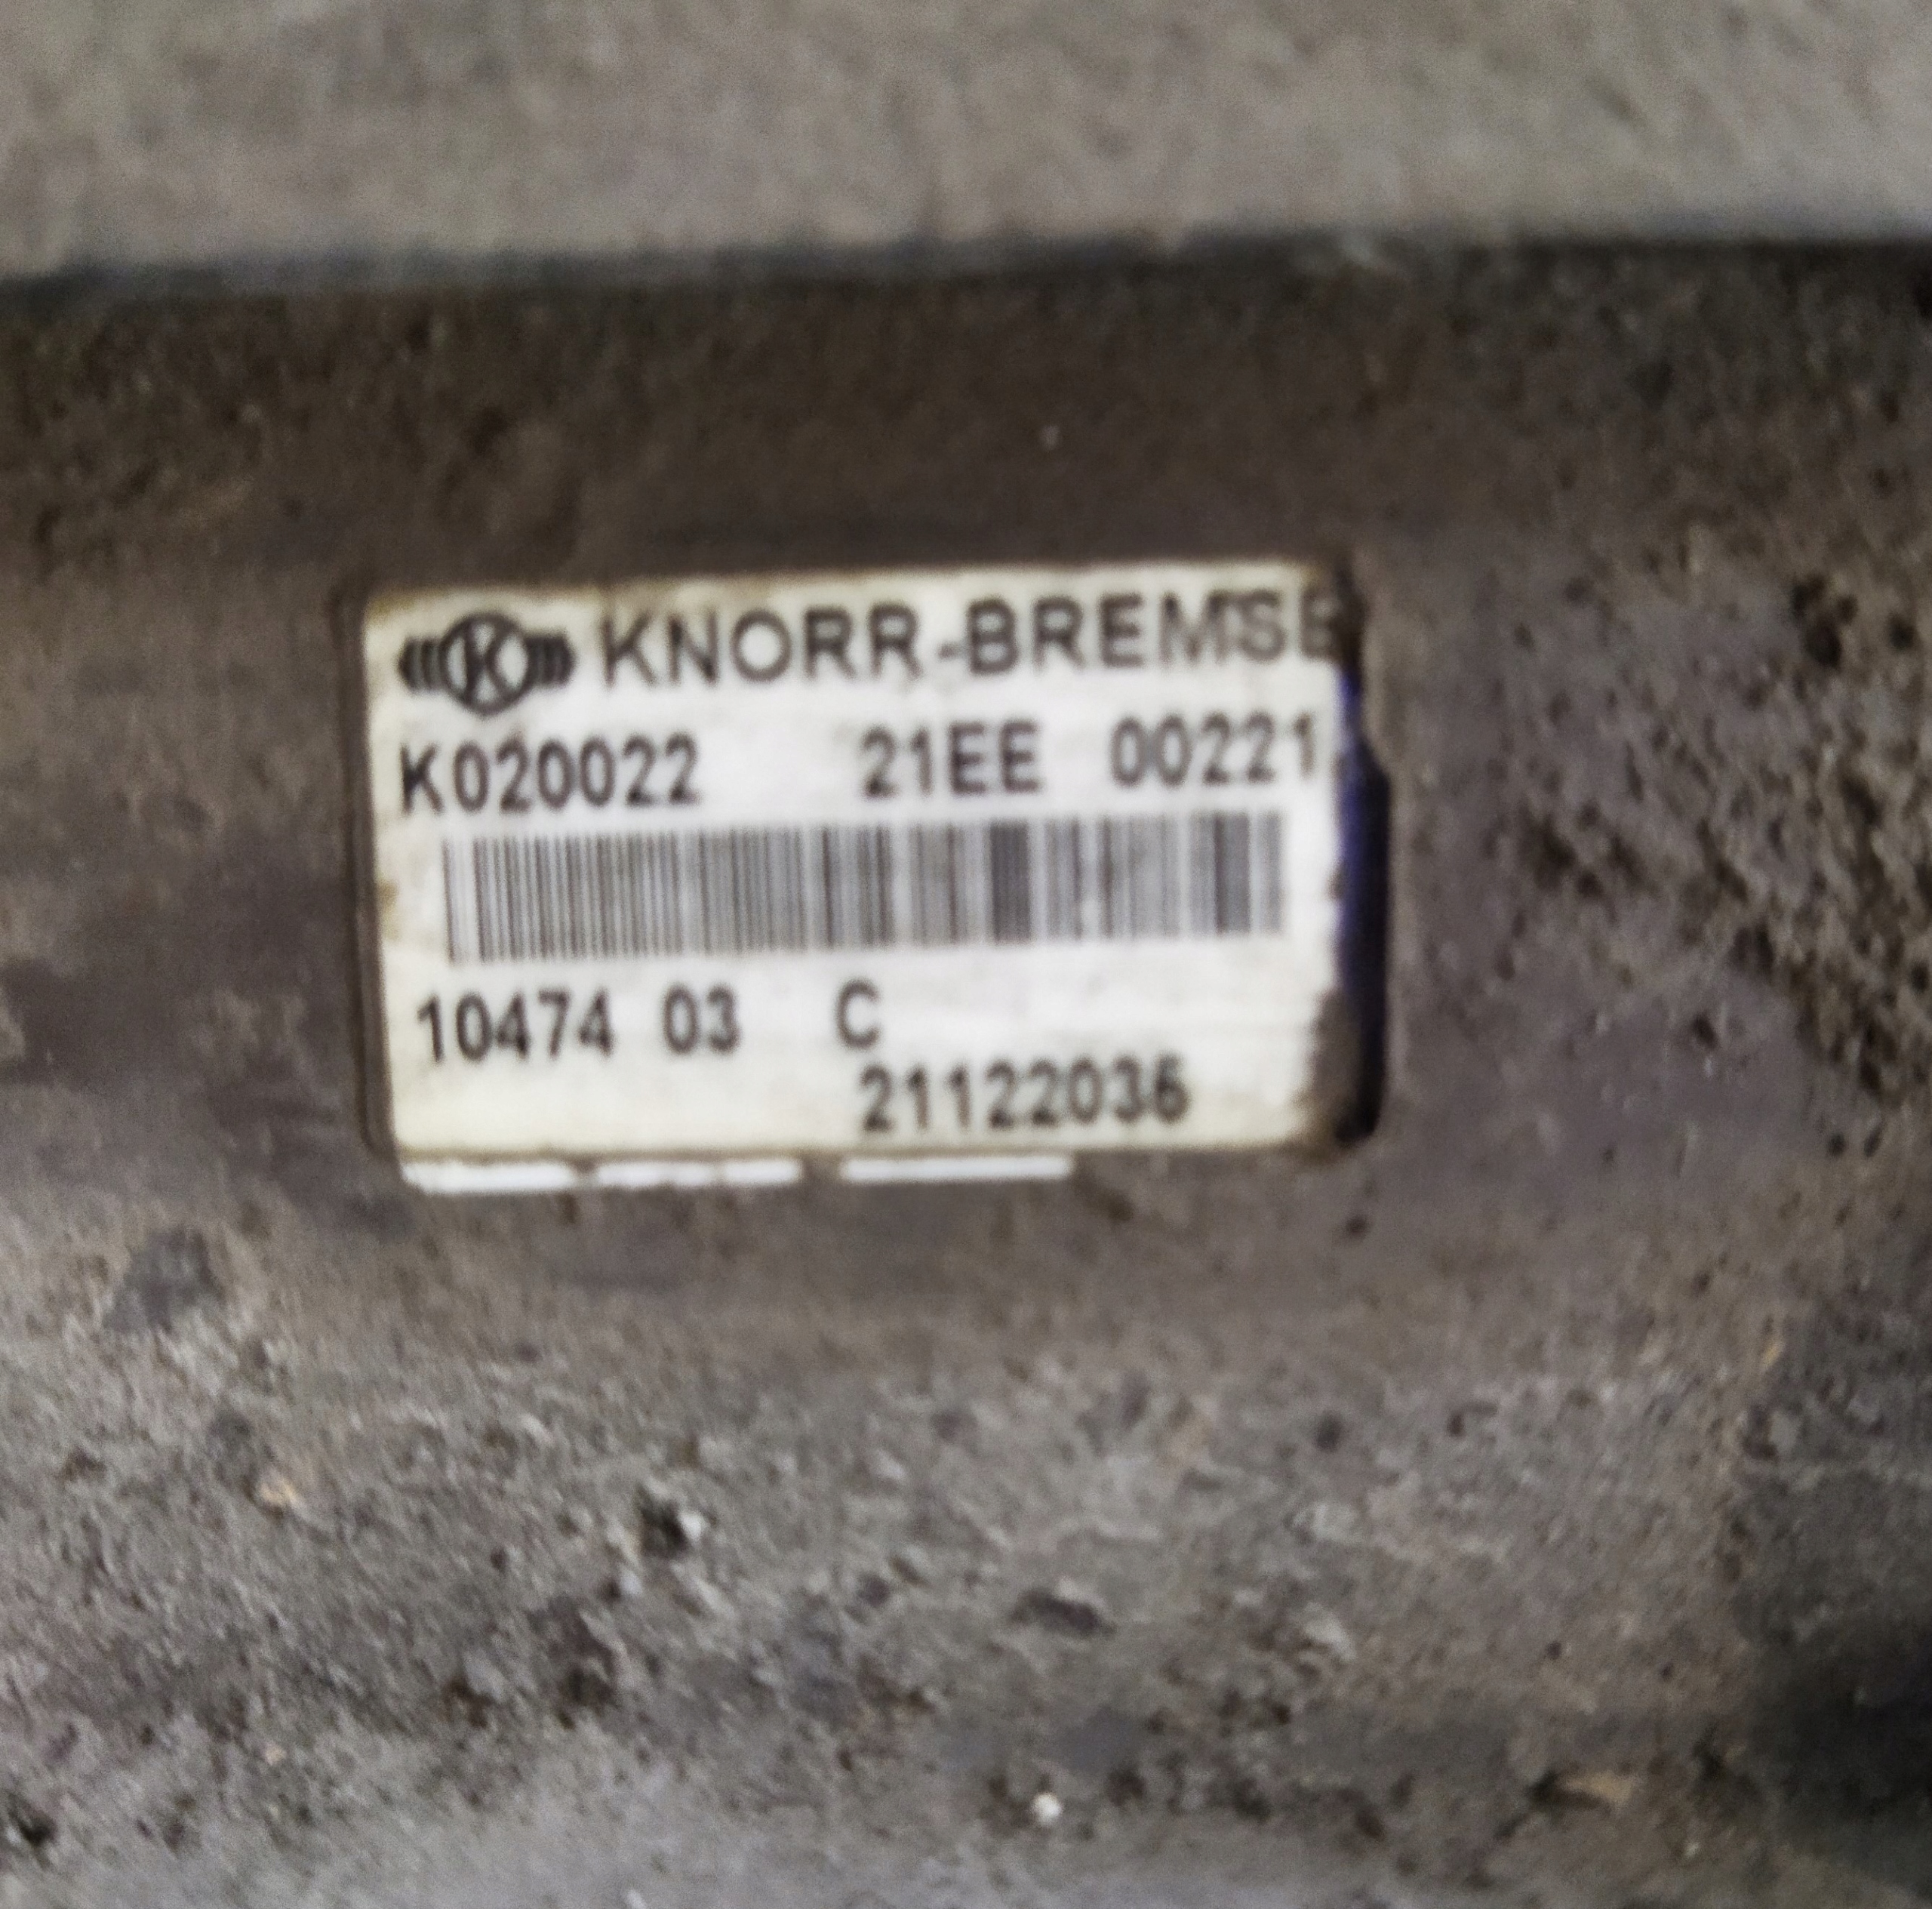 K KNORR-BREMSE
K020022 21EE 00221
10474 03 C
21122036